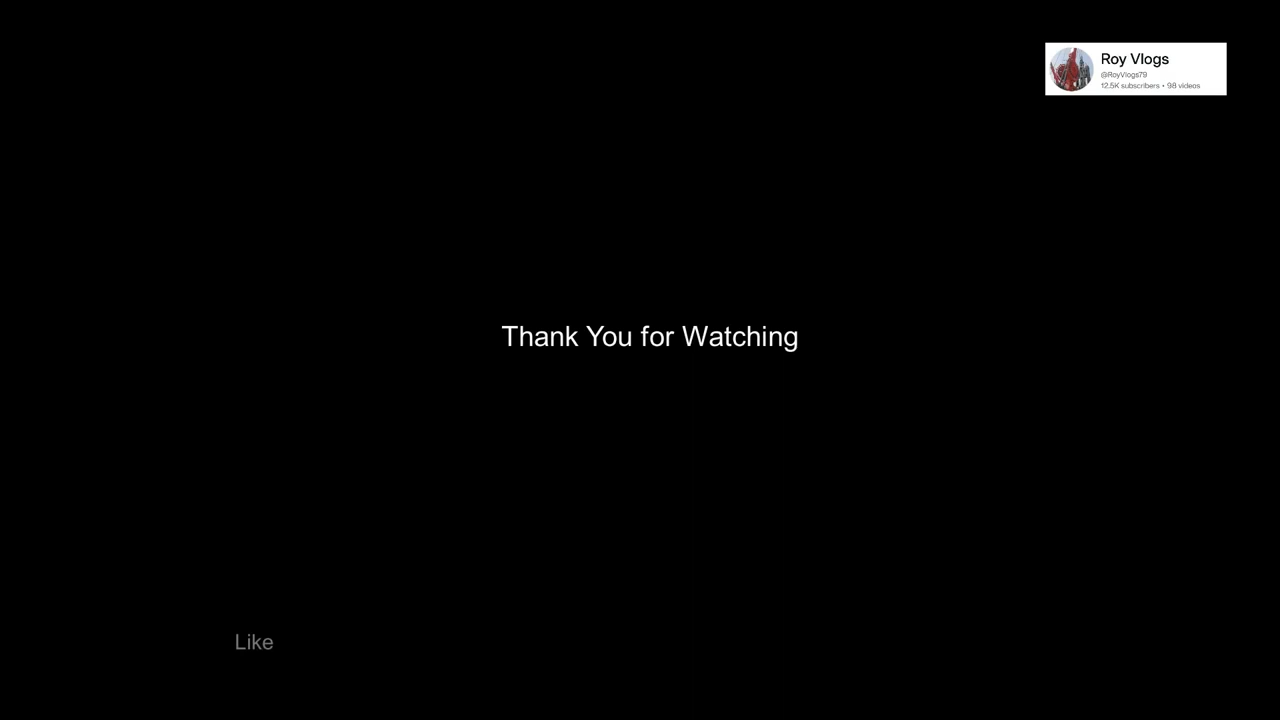 Roy Vlogs
@RoyVlogs79
12.5K subscribers • 98 videos
Thank You for Watching
Like